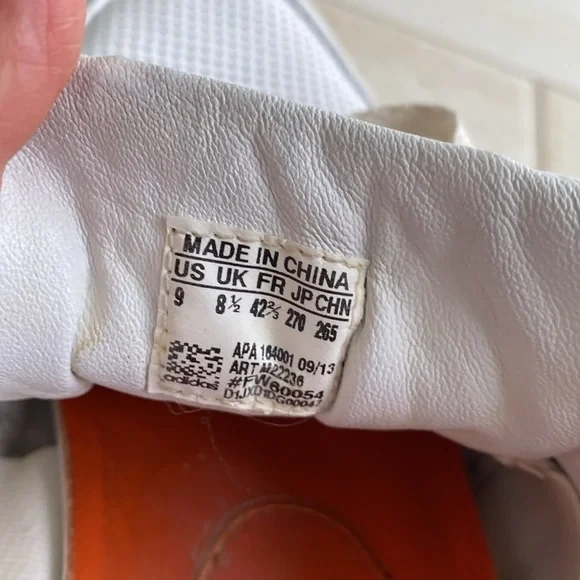 MADE IN CHINA
US UK FR JP CHN
9 8½ 42⅔ 270 265
APA 164001 09/13
ART M22236
#FW60054
adidas